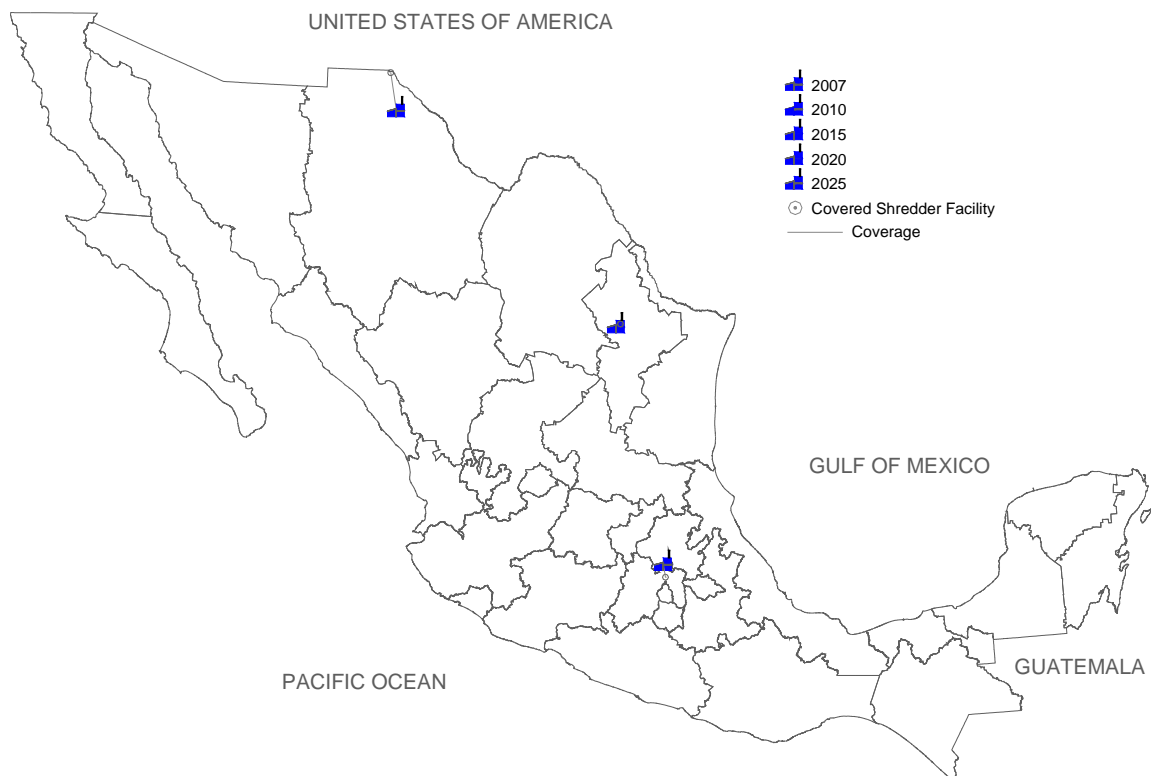 UNITED STATES OF AMERICA
2007
2010
2015
2020
2025
Covered Shredder Facility
Coverage
GULF OF MEXICO
GUATEMALA
PACIFIC OCEAN